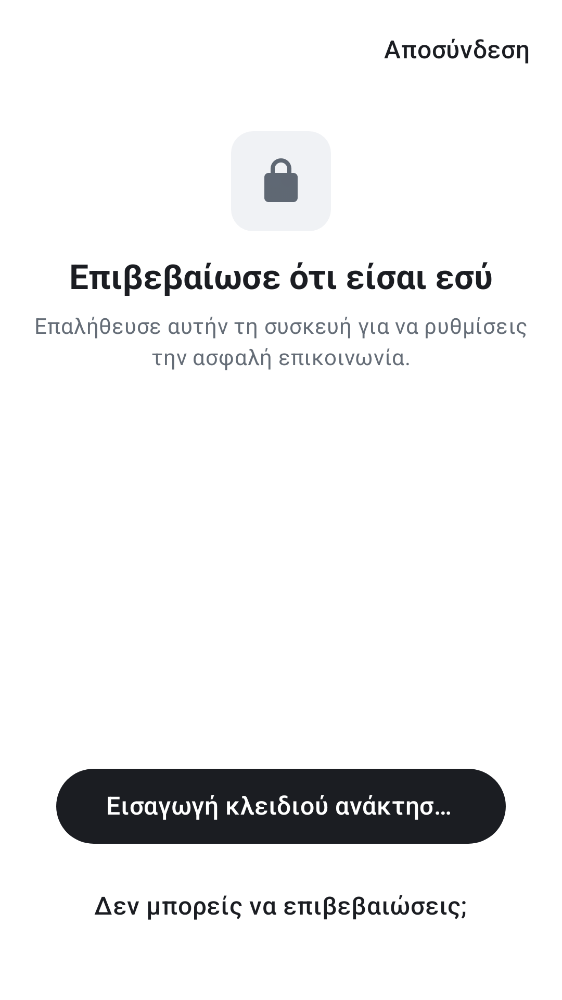 Αποσύνδεση
Επιβεβαίωσε ότι είσαι εσύ
Επαλήθευσε αυτήν τη συσκευή για να ρυθμίσεις
την ασφαλή επικοινωνία.
Εισαγωγή κλειδιού ανάκτησ…
Δεν μπορείς να επιβεβαιώσεις;